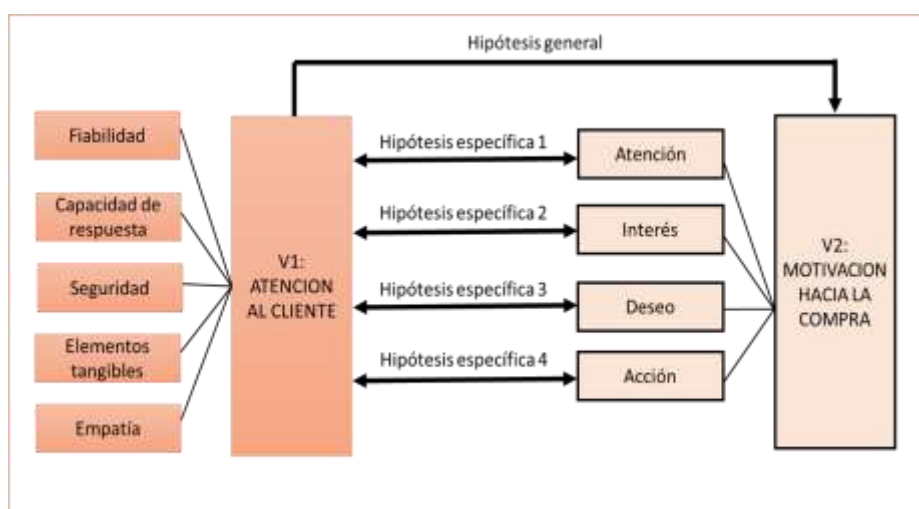 Hipótesis general
Fiabilidad
Capacidad de
respuesta
Seguridad
Elementos
tangibles
Empatía
V1:
ATENCION
AL CLIENTE
Hipótesis específica 1
Hipótesis específica 2
Hipótesis específica 3
Hipótesis específica 4
Atención
Interés
Deseo
Acción
V2:
MOTIVACION
HACIA LA
COMPRA